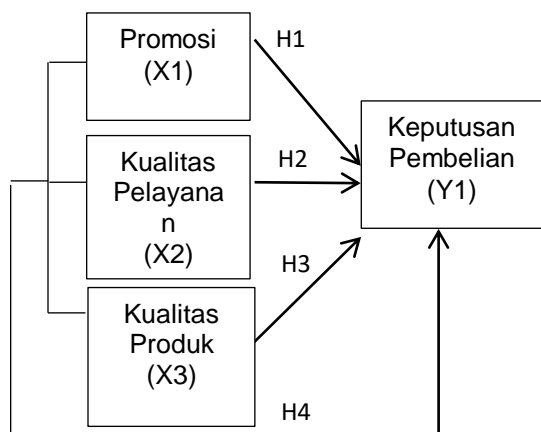 Promosi
(X1)
H1
Keputusan
Pembelian
(Y1)
Kualitas
Pelayana
n
(X2)
H2
H3
Kualitas
Produk
(X3)
H4